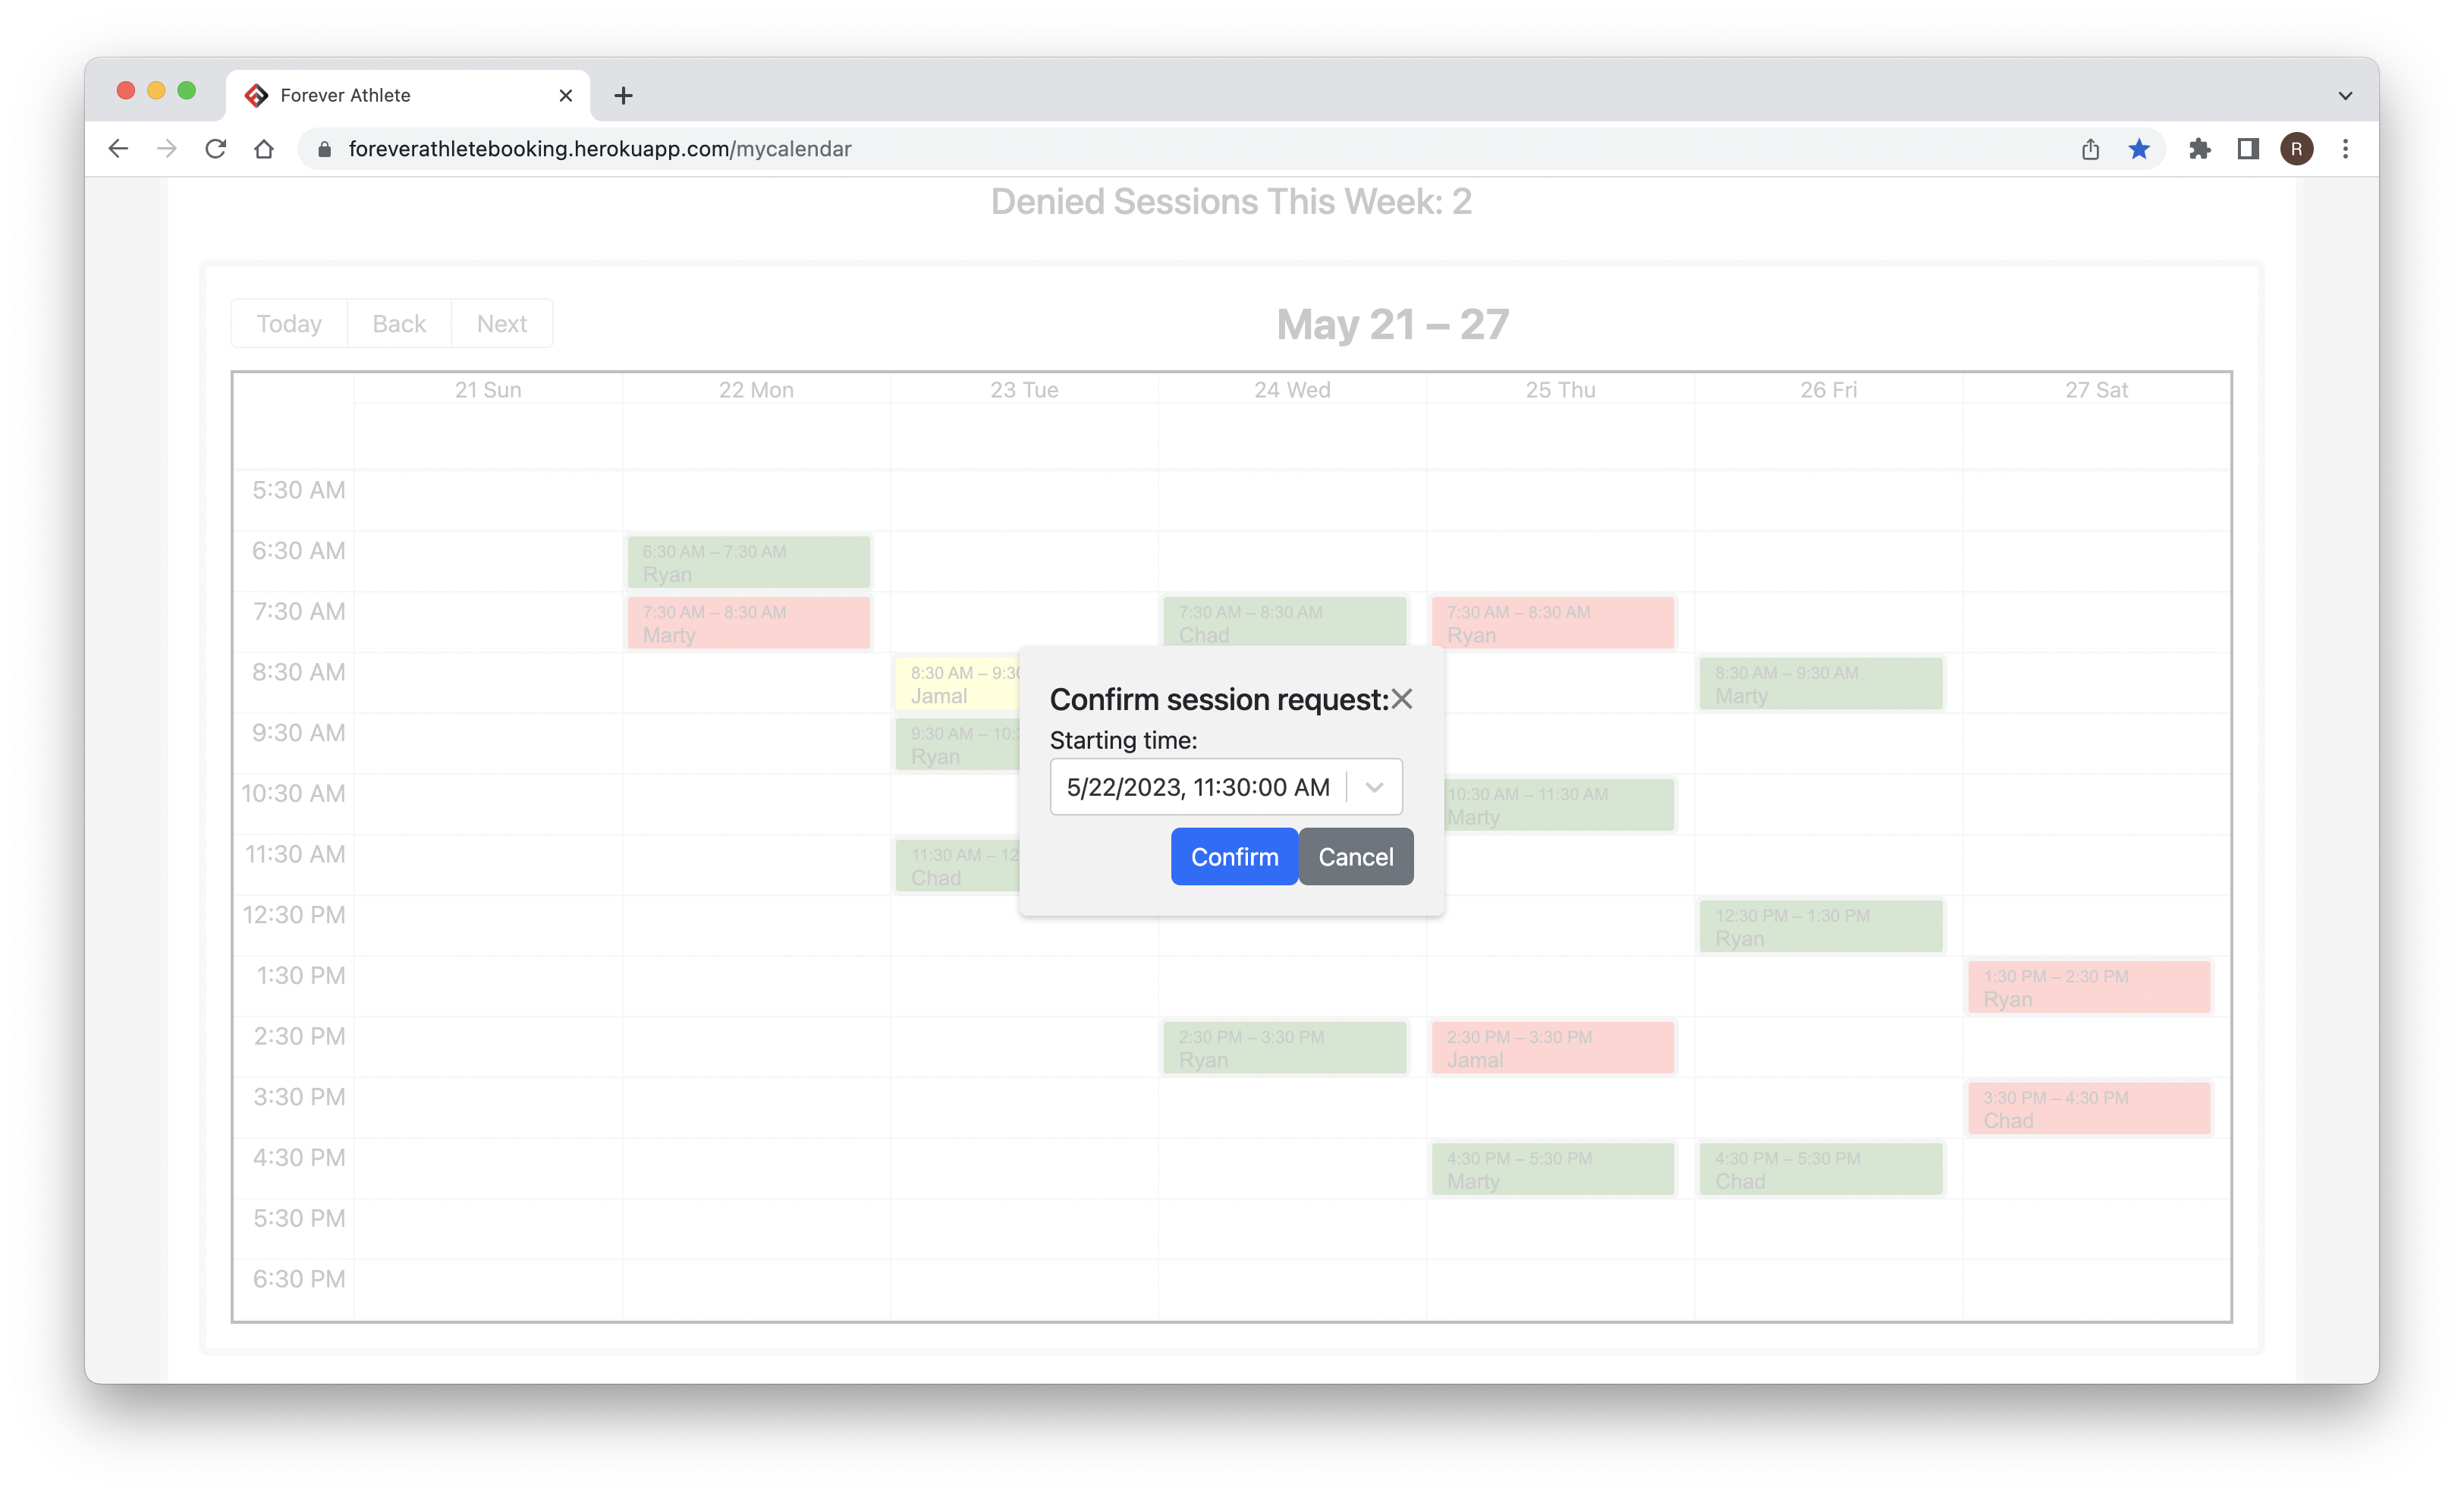 Forever Athlete
foreverathletebooking.herokuapp.com/mycalendar
R
Denied Sessions This Week: 2
Today Back Next
May 21 – 27
21 Sun 22 Mon 23 Tue 24 Wed 25 Thu 26 Fri 27 Sat
5:30 AM
6:30 AM
6:30 AM – 7:30 AM
Ryan
7:30 AM
7:30 AM – 8:30 AM 7:30 AM – 8:30 AM 7:30 AM – 8:30 AM
Marty Chad Ryan
8:30 AM
8:30 AM – 8:30 AM – 9:30 AM
Jamal Marty
Confirm session request:
9:30 AM
9:30 AM –
Ryan
Starting time:
5/22/2023, 11:30:00 AM
10:30 AM
10:30 AM – 11:30 AM
Marty
Confirm Cancel
11:30 AM
11:30 AM –
Chad
12:30 PM
12:30 PM – 1:30 PM
Ryan
1:30 PM
1:30 PM – 2:30 PM
Ryan
2:30 PM
2:30 PM – 3:30 PM 2:30 PM – 3:30 PM
Ryan Jamal
3:30 PM
3:30 PM – 4:30 PM
Chad
4:30 PM
4:30 PM – 5:30 PM 4:30 PM – 5:30 PM
Marty Chad
5:30 PM
6:30 PM